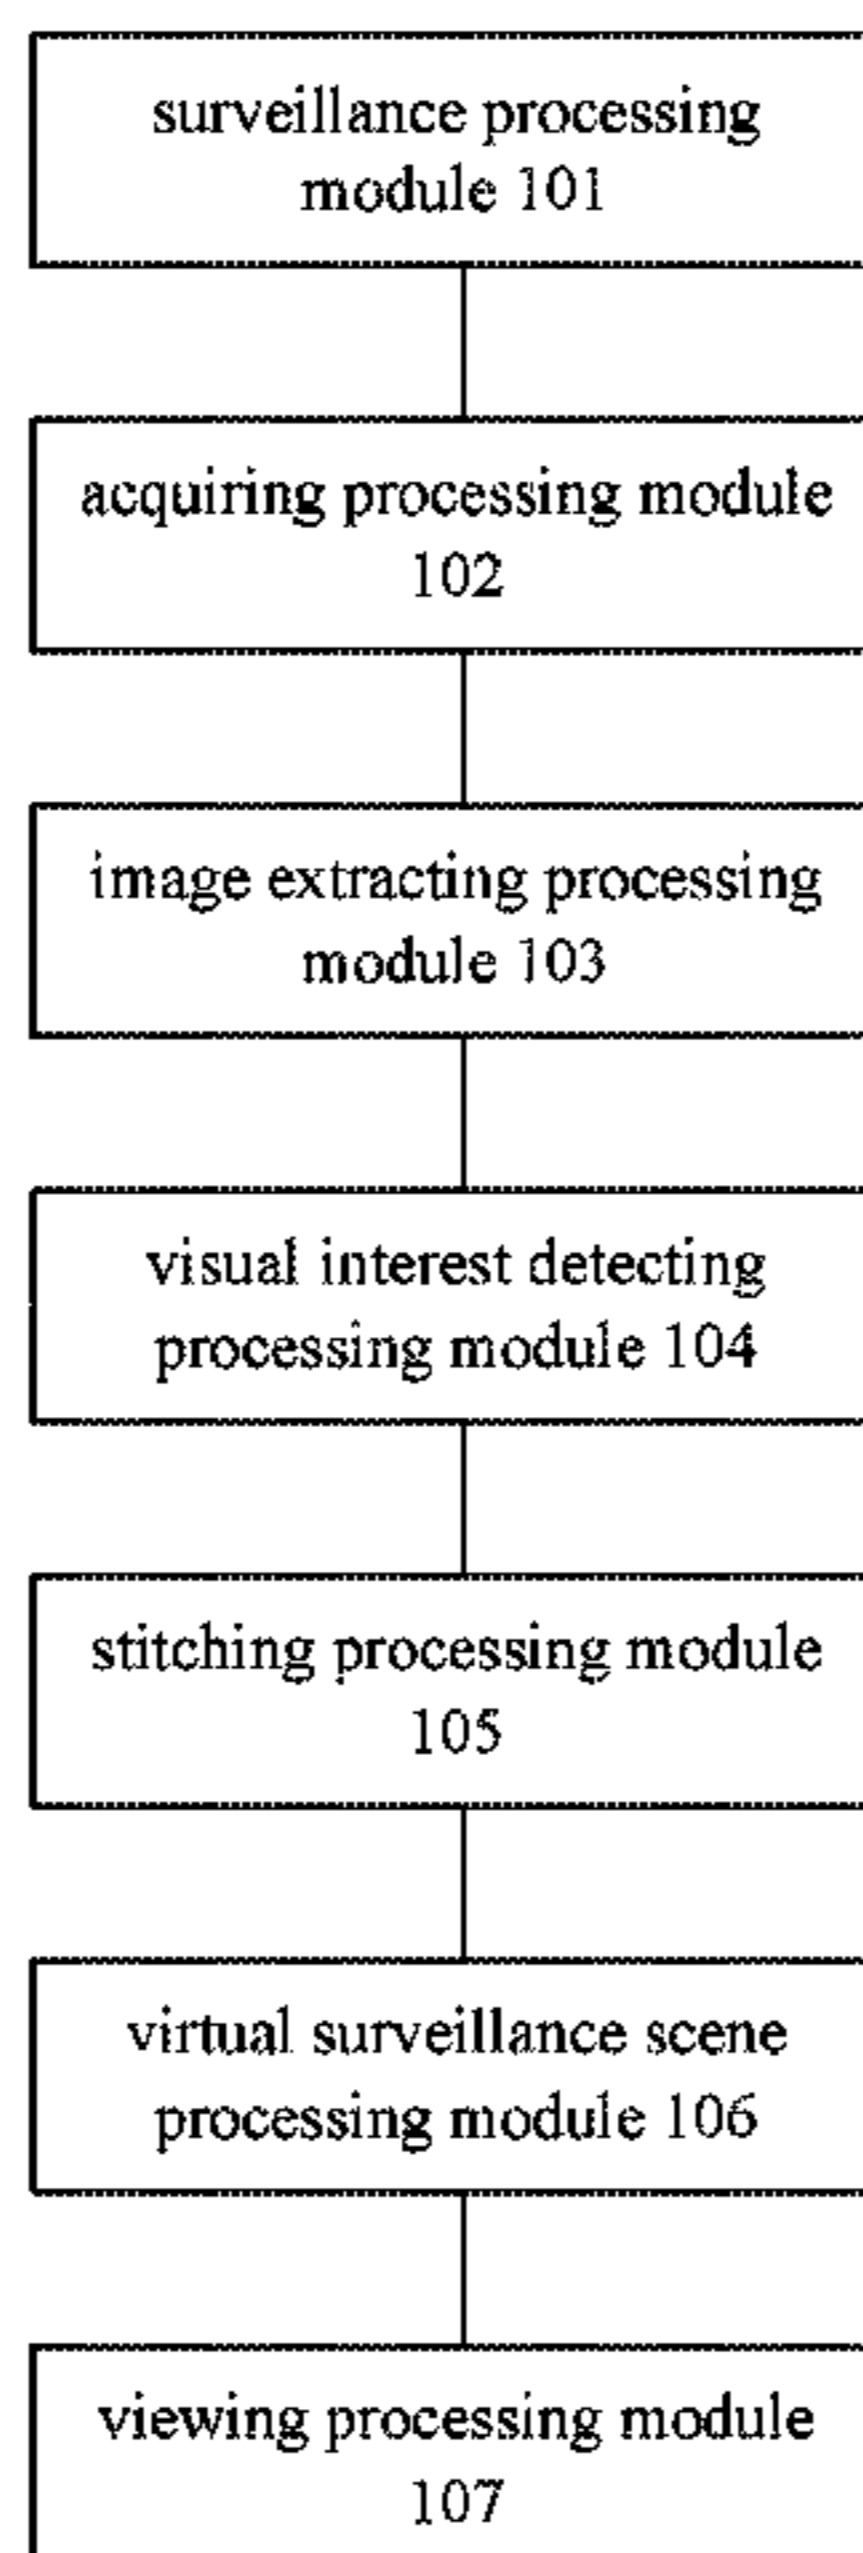 surveillance processing
module 101
acquiring processing module
102
image extracting processing
module 103
visual interest detecting
processing module 104
stitching processing module
105
virtual surveillance scene
processing module 106
viewing processing module
107